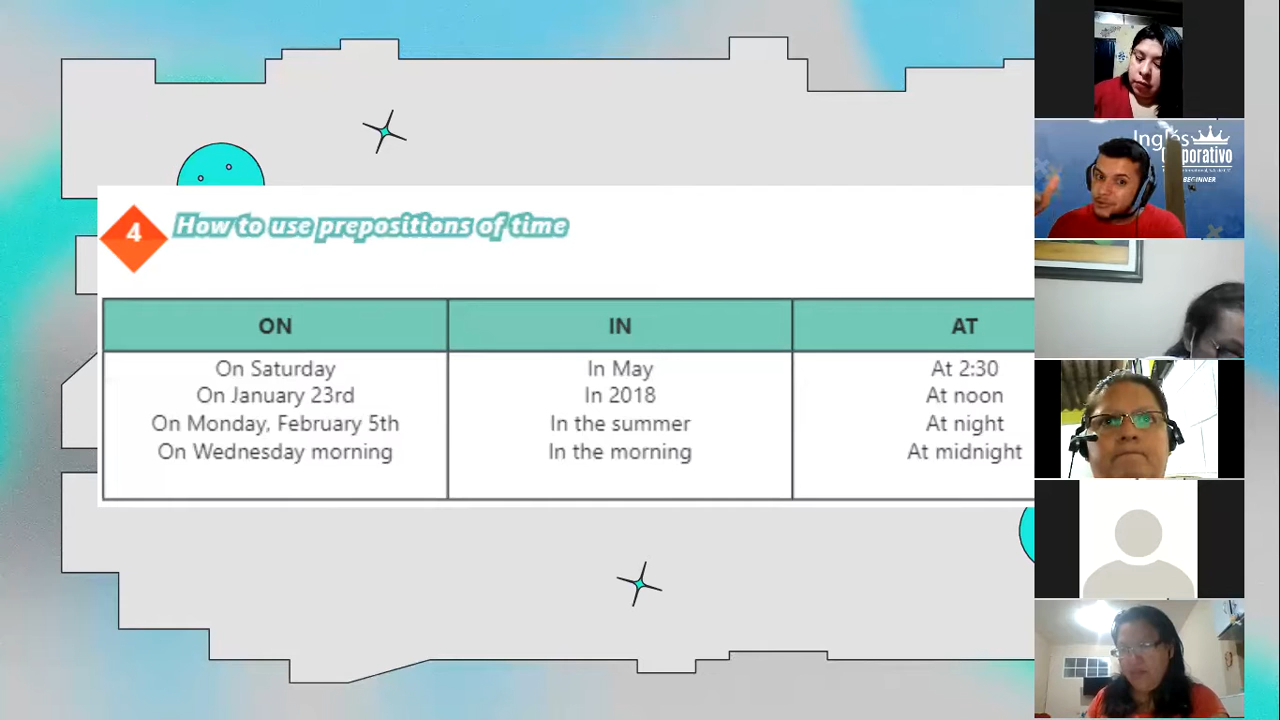 4
How to use prepositions of time
ON
IN
AT
On Saturday
In May
At 2:30
On January 23rd
In 2018
At noon
On Monday, February 5th
In the summer
At night
On Wednesday morning
In the morning
At midnight
Inglés
BEGINNER